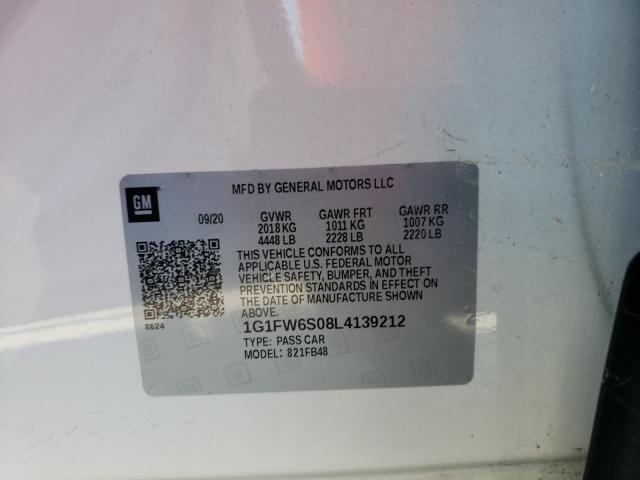 MFD BY GENERAL MOTORS LLC
GM
09/20 GVWR GAWR FRT GAWR RR
2018 KG 1011 KG 1007 KG
4448 LB 2228 LB 2220 LB
THIS VEHICLE CONFORMS TO ALL
APPLICABLE U.S. FEDERAL MOTOR
VEHICLE SAFETY, BUMPER, AND THEFT
PREVENTION STANDARDS IN EFFECT ON
THE DATE OF MANUFACTURE SHOWN
ABOVE.
8624
1G1FW6S08L4139212
TYPE: PASS CAR
MODEL: 821FB48